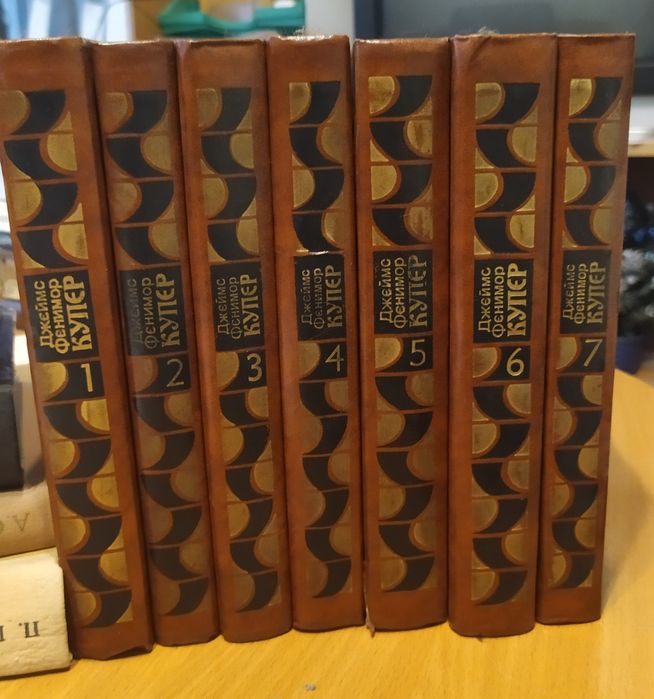 Джеймс
Фенимор
КУПЕР
1
Джеймс
Фенимор
КУПЕР
2
Джеймс
Фенимор
КУПЕР
3
Джеймс
Фенимор
КУПЕР
4
Джеймс
Фенимор
КУПЕР
5
Джеймс
Фенимор
КУПЕР
6
Джеймс
Фенимор
КУПЕР
7